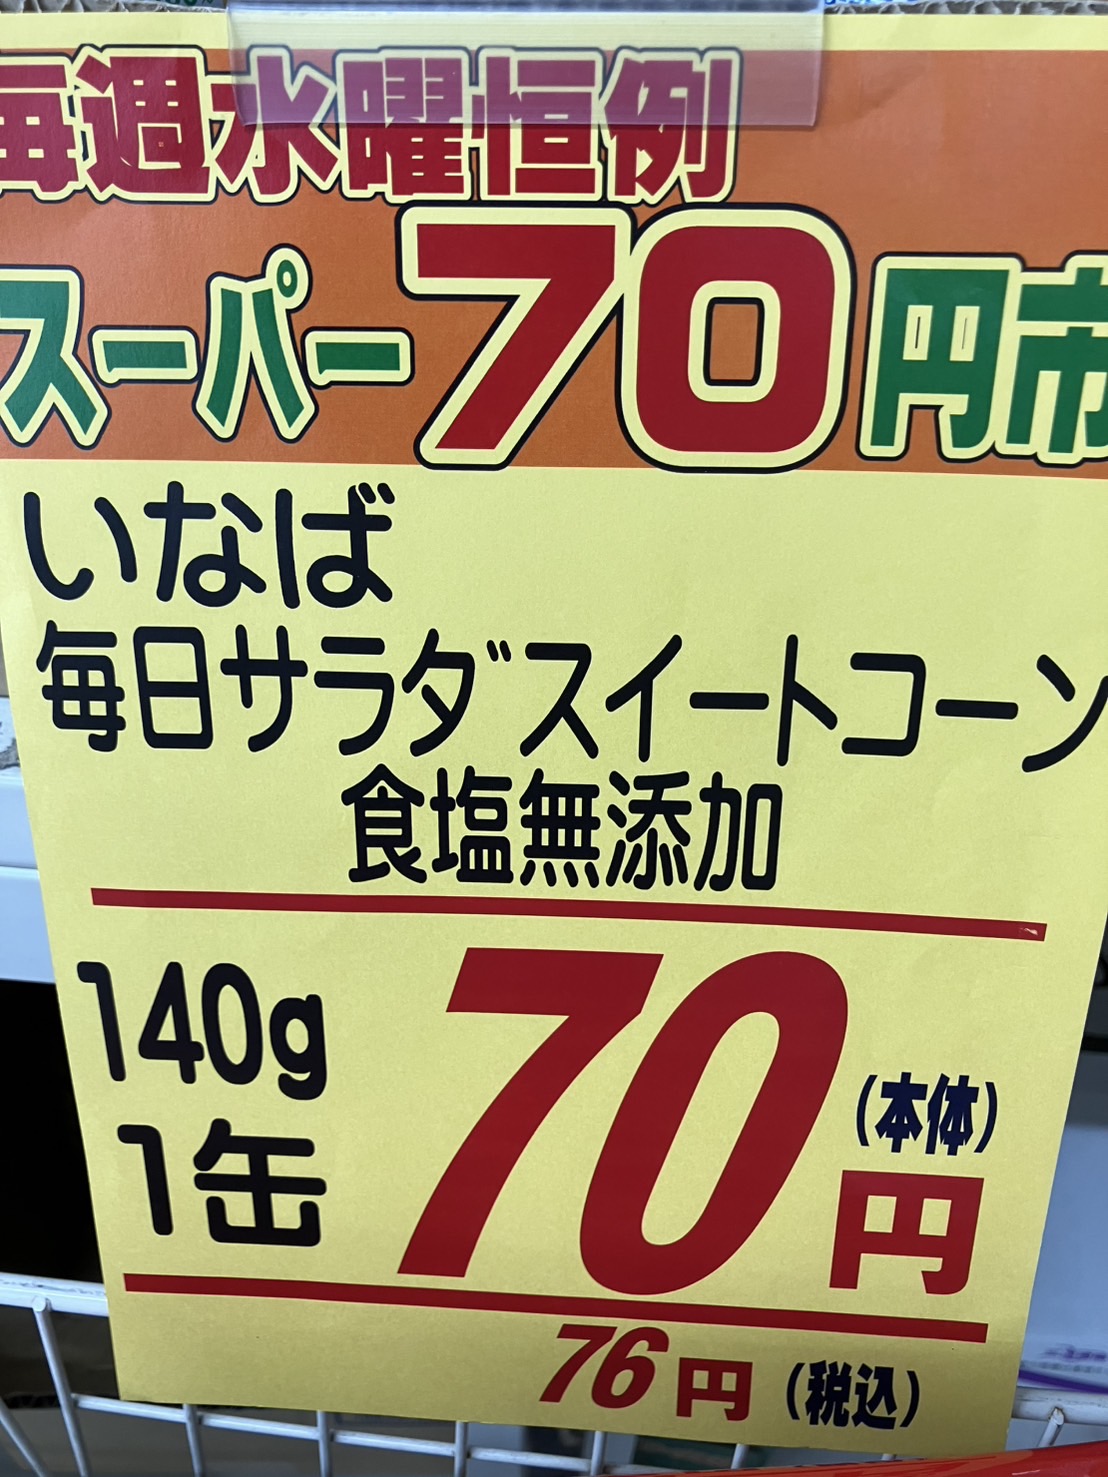 毎週水曜恒例
スーパー70円市
いなば
毎日サラダスイートコーン
食塩無添加
140g
1缶
70円
(本体)
76円(税込)